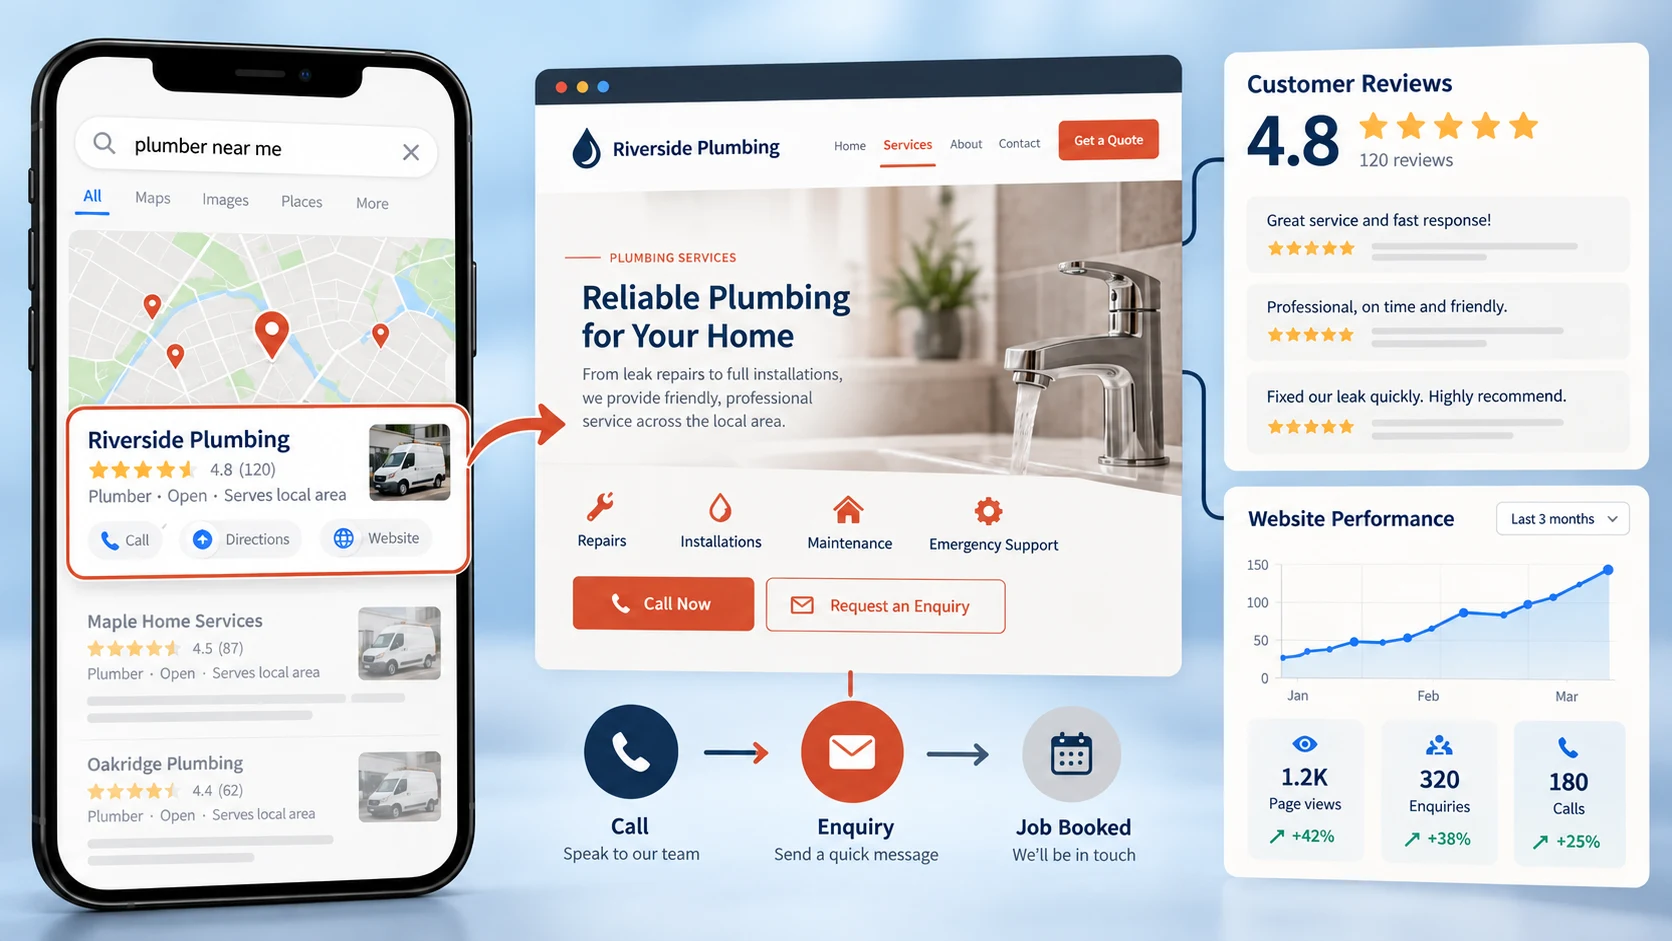 plumber near me
All
Maps
Images
Places
More
Riverside Plumbing
4.8 (120)
Plumber · Open · Serves local area
Call
Directions
Website
Maple Home Services
4.5 (87)
Plumber · Open · Serves local area
Oakridge Plumbing
4.4 (62)
Plumber · Open · Serves local area
Riverside Plumbing
Home
Services
About
Contact
Get a Quote
PLUMBING SERVICES
Reliable Plumbing
for Your Home
From leak repairs to full installations,
we provide friendly, professional
service across the local area.
Repairs
Installations
Maintenance
Emergency Support
Call Now
Request an Enquiry
Call
Speak to our team
Enquiry
Send a quick message
Job Booked
We'll be in touch
Customer Reviews
4.8
120 reviews
Great service and fast response!
Professional, on time and friendly.
Fixed our leak quickly. Highly recommend.
Website Performance
Last 3 months
150
100
50
0
Jan
Feb
Mar
1.2K
Page views
+42%
320
Enquiries
+38%
180
Calls
+25%